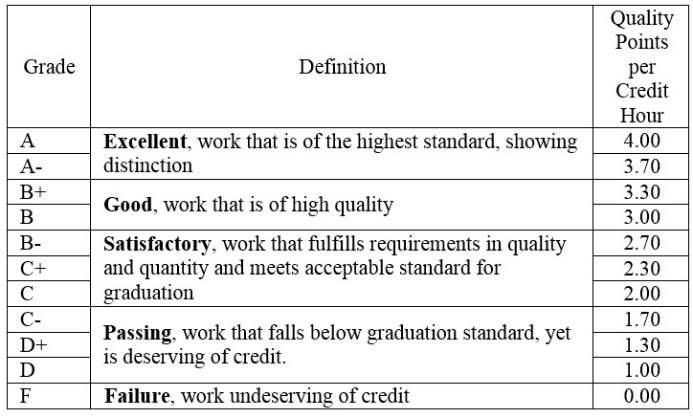 Grade Definition Quality Points per Credit Hour
A Excellent, work that is of the highest standard, showing 4.00
A- distinction 3.70
B+ Good, work that is of high quality 3.30
B 3.00
B- Satisfactory, work that fulfills requirements in quality 2.70
C+ and quantity and meets acceptable standard for 2.30
C graduation 2.00
C- Passing, work that falls below graduation standard, yet 1.70
D+ is deserving of credit. 1.30
D 1.00
F Failure, work undeserving of credit 0.00